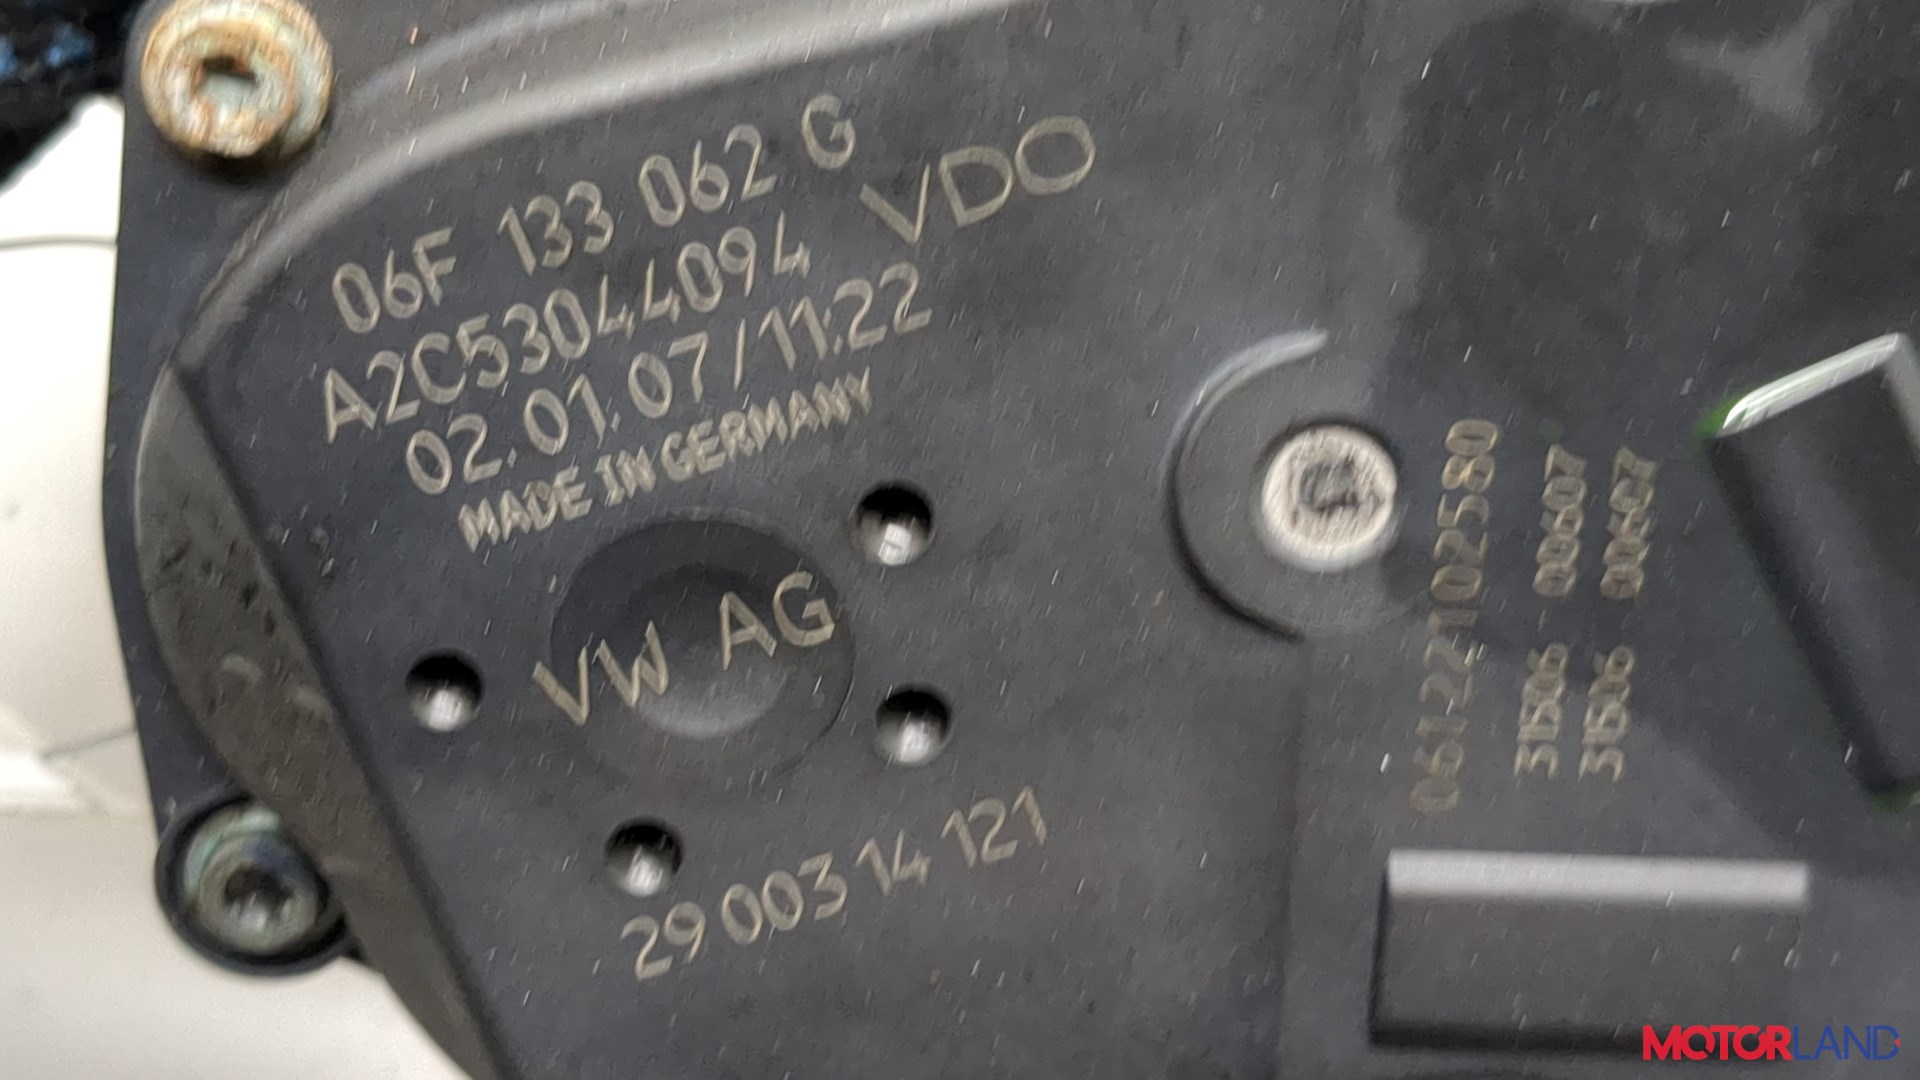 06F 133 062 G
A2C53044094 VDO
02.01.07/11:22
MADE IN GERMANY
VW AG
29 003 14 121
061227102580
MOTORLAND